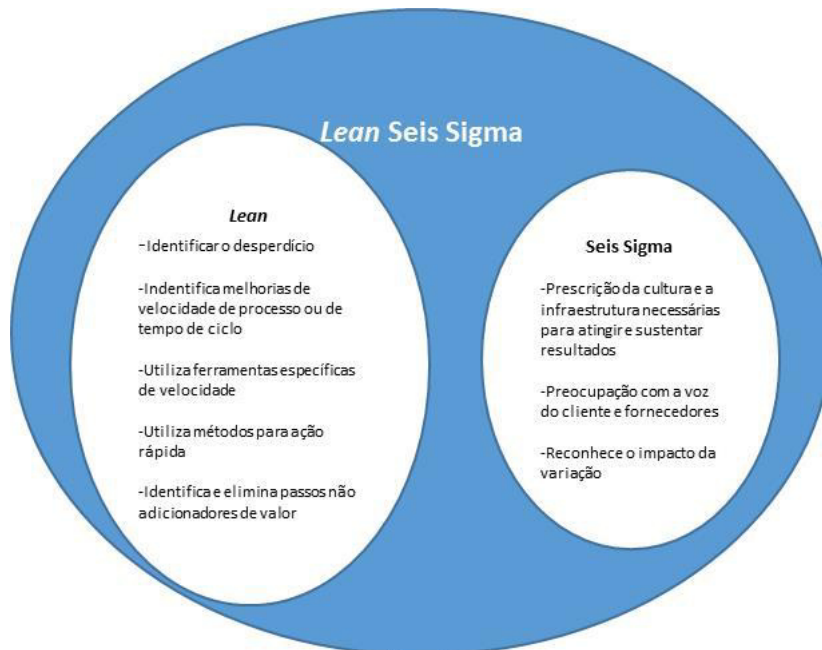 Lean Seis Sigma
Lean
-Identificar o desperdício
-Indentifica melhorias de
velocidade de processo ou de
tempo de ciclo
-Utiliza ferramentas específicas
de velocidade
-Utiliza métodos para ação
rápida
-Identifica e elimina passos não
adicionadores de valor
Seis Sigma
-Prescrição da cultura e a
infraestrutura necessárias
para atingir e sustentar
resultados
-Preocupação com a voz
do cliente e fornecedores
-Reconhece o impacto da
variação